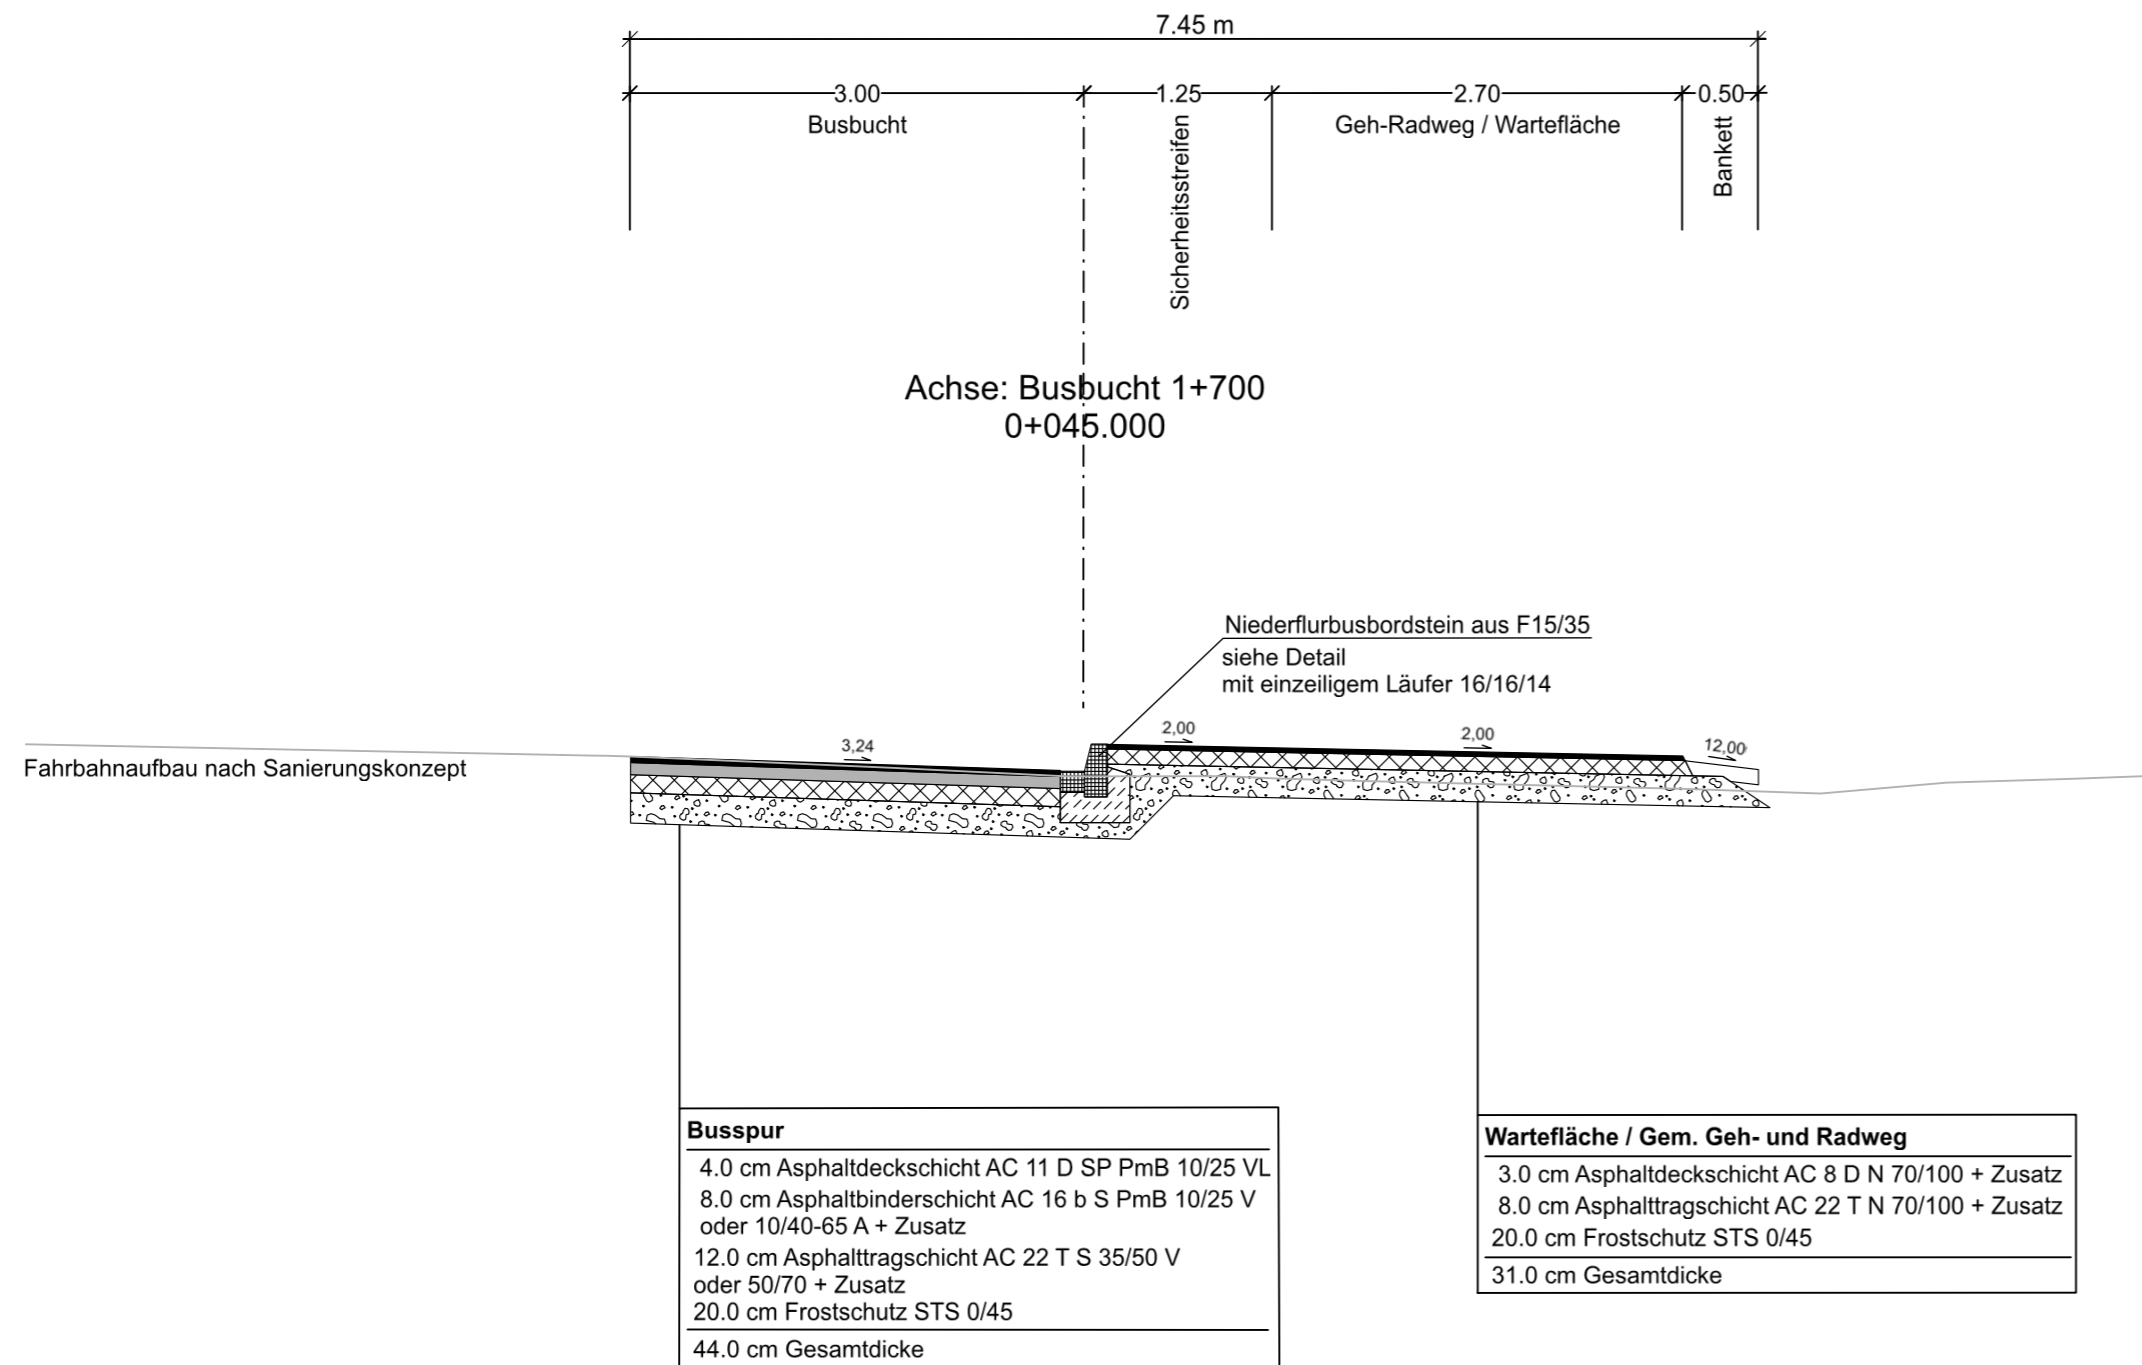 7.45 m
3.00
1.25
2.70
0.50
Busbucht
Sicherheitsstreifen
Geh-Radweg / Wartefläche
Bankett
Achse: Busbucht 1+700
0+045.000
Niederflurbusbordstein aus F15/35
siehe Detail
mit einzeiligem Läufer 16/16/14
Fahrbahnaufbau nach Sanierungskonzept
3,24
2,00
2,00
12,00
Busspur
4.0 cm Asphaltdeckschicht AC 11 D SP PmB 10/25 VL
8.0 cm Asphaltbinderschicht AC 16 b S PmB 10/25 V
oder 10/40-65 A + Zusatz
12.0 cm Asphalttragschicht AC 22 T S 35/50 V
oder 50/70 + Zusatz
20.0 cm Frostschutz STS 0/45
44.0 cm Gesamtdicke
Wartefläche / Gem. Geh- und Radweg
3.0 cm Asphaltdeckschicht AC 8 D N 70/100 + Zusatz
8.0 cm Asphalttragschicht AC 22 T N 70/100 + Zusatz
20.0 cm Frostschutz STS 0/45
31.0 cm Gesamtdicke